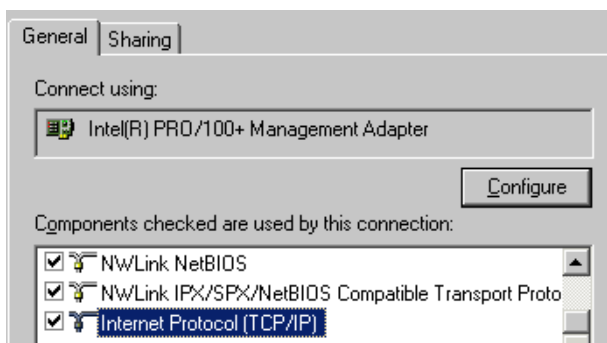 General Sharing
Connect using:
Intel(R) PRO/100+ Management Adapter
Configure
Components checked are used by this connection:
NWLink NetBIOS
NWLink IPX/SPX/NetBIOS Compatible Transport Proto
Internet Protocol (TCP/IP)